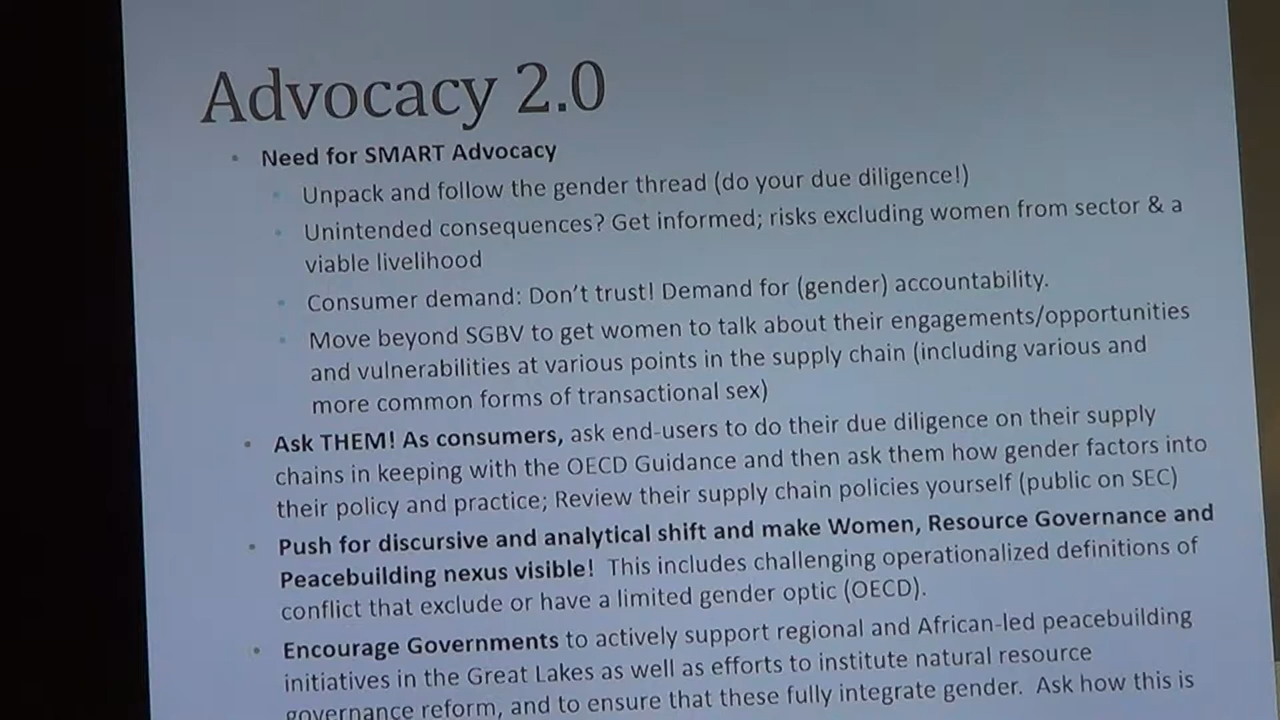 Advocacy 2.0
• Need for SMART Advocacy
• Unpack and follow the gender thread (do your due diligence!)
• Unintended consequences? Get informed; risks excluding women from sector & a
viable livelihood
• Consumer demand: Don't trust! Demand for (gender) accountability.
• Move beyond SGBV to get women to talk about their engagements/opportunities
and vulnerabilities at various points in the supply chain (including various and
more common forms of transactional sex)
• Ask THEM! As consumers, ask end-users to do their due diligence on their supply
chains in keeping with the OECD Guidance and then ask them how gender factors into
their policy and practice; Review their supply chain policies yourself (public on SEC)
• Push for discursive and analytical shift and make Women, Resource Governance and
Peacebuilding nexus visible! This includes challenging operationalized definitions of
conflict that exclude or have a limited gender optic (OECD).
• Encourage Governments to actively support regional and African-led peacebuilding
initiatives in the Great Lakes as well as efforts to institute natural resource
governance reform, and to ensure that these fully integrate gender. Ask how this is